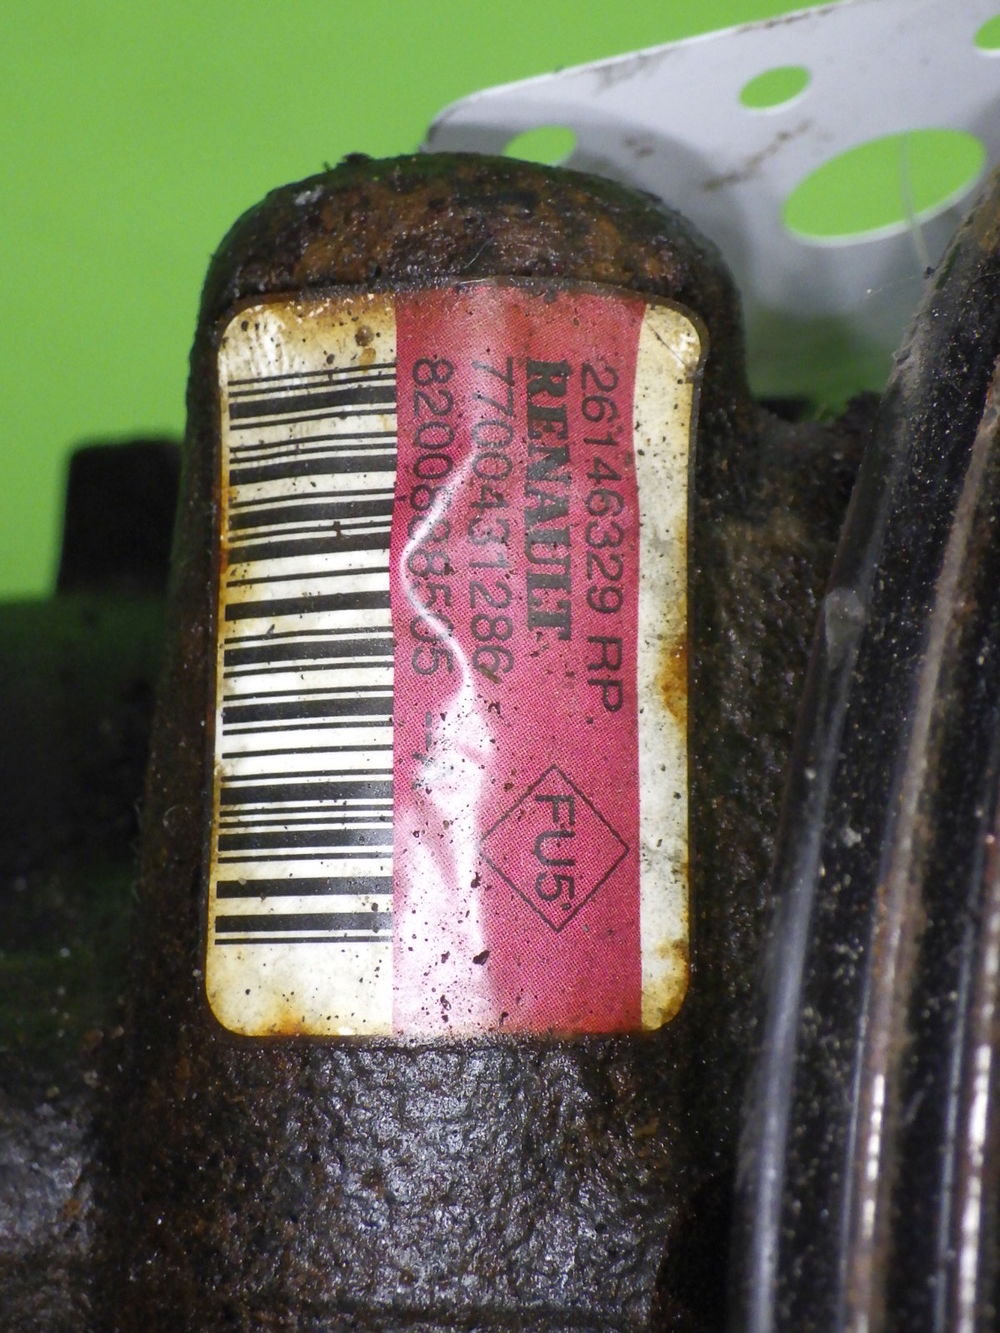 26146329 RP
RENAULT
7700431286
FU5